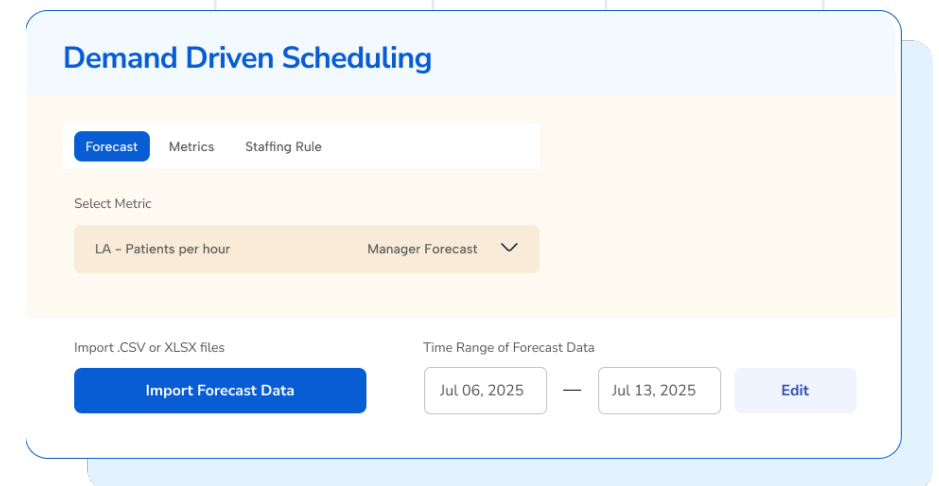 Demand Driven Scheduling
Forecast Metrics Staffing Rule
Select Metric
LA – Patients per hour Manager Forecast
Import .CSV or XLSX files Time Range of Forecast Data
Import Forecast Data Jul 06, 2025 — Jul 13, 2025 Edit